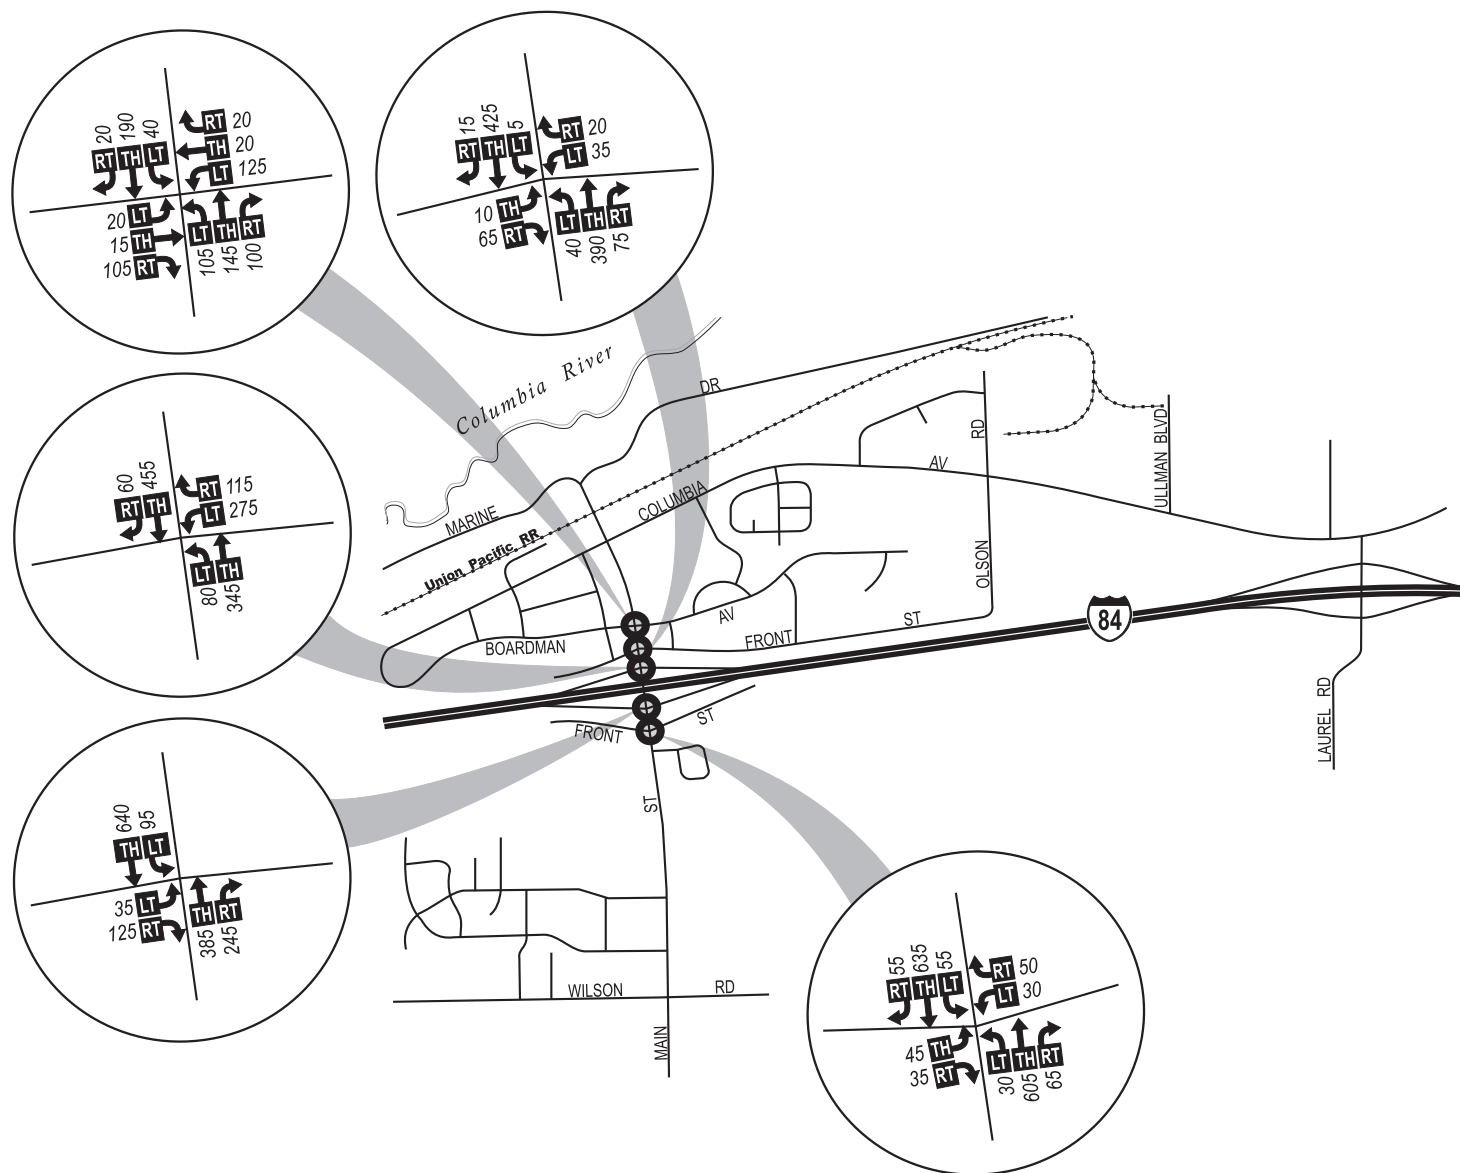 20
190
40
RT
TH
LT
RT 20
TH 20
LT 125
20 LT
15 TH
105 RT
LT
TH
RT
105
145
100
15
425
5
RT
TH
LT
RT 20
LT 35
10 TH
65 RT
LT
TH
RT
40
390
75
60
455
RT
TH
RT 115
LT 275
LT
TH
80
345
640
95
TH
LT
35 LT
125 RT
TH
RT
385
245
55
635
55
RT
TH
LT
RT 50
LT 30
45 TH
35 RT
LT
TH
RT
30
605
65
Columbia River
DR
MARINE
Union Pacific RR
COLUMBIA
AV
RD
OLSON
ULLMAN BLVD
BOARDMAN
AV
FRONT
ST
84
FRONT
ST
ST
LAUREL RD
WILSON
RD
MAIN